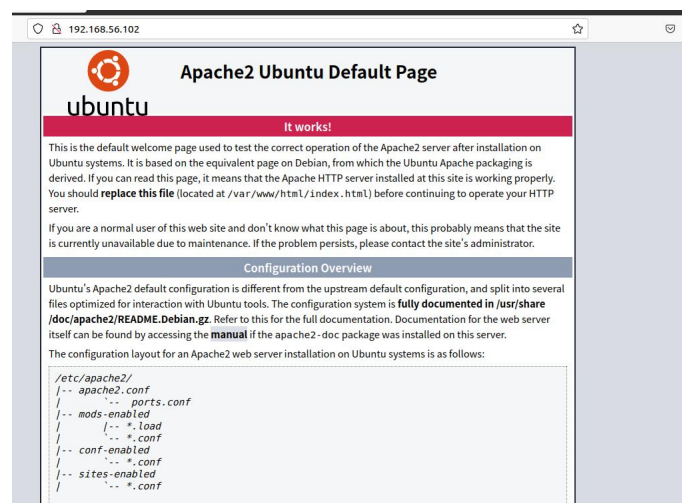 192.168.56.102
Apache2 Ubuntu Default Page
ubuntu
It works!
This is the default welcome page used to test the correct operation of the Apache2 server after installation on
Ubuntu systems. It is based on the equivalent page on Debian, from which the Ubuntu Apache packaging is
derived. If you can read this page, it means that the Apache HTTP server installed at this site is working properly.
You should replace this file (located at /var/www/html/index.html) before continuing to operate your HTTP
server.
If you are a normal user of this web site and don't know what this page is about, this probably means that the site
is currently unavailable due to maintenance. If the problem persists, please contact the site's administrator.
Configuration Overview
Ubuntu's Apache2 default configuration is different from the upstream default configuration, and split into several
files optimized for interaction with Ubuntu tools. The configuration system is fully documented in /usr/share
/doc/apache2/README.Debian.gz. Refer to this for the full documentation. Documentation for the web server
itself can be found by accessing the manual if the apache2-doc package was installed on this server.
The configuration layout for an Apache2 web server installation on Ubuntu systems is as follows:
/etc/apache2/
|-- apache2.conf
|       `--  ports.conf
|-- mods-enabled
|       |-- *.load
|       `-- *.conf
|-- conf-enabled
|       `-- *.conf
|-- sites-enabled
|       `-- *.conf